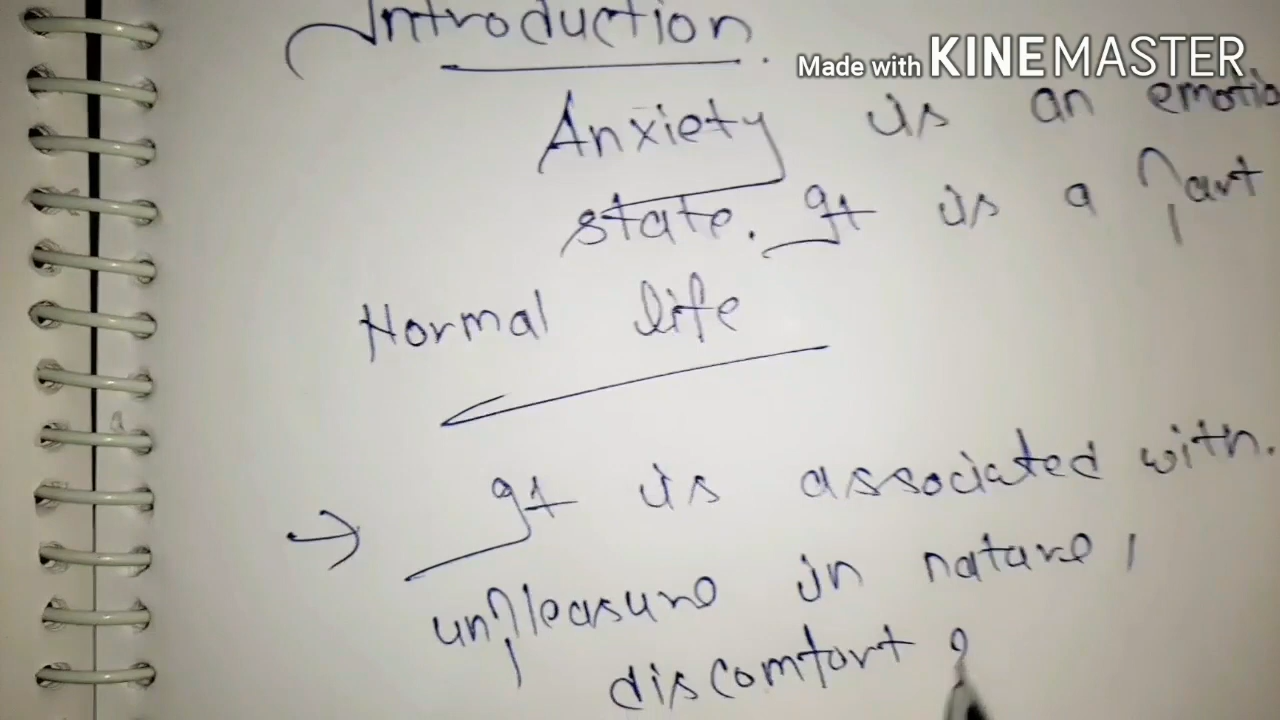 Introduction.
Made with KINEMASTER
Anxiety is an emotio
state. It is a part
Normal life
→ It is associated with.
unpleasure in nature,
discomfort &